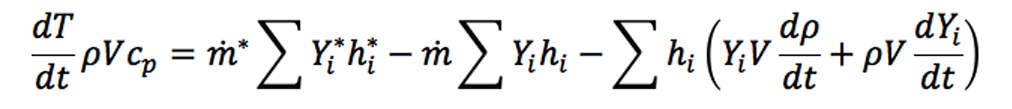 dT/dt ρVc_p = ṁ* ∑ Y_i* h_i* − ṁ ∑ Y_i h_i − ∑ h_i (Y_i V dρ/dt + ρV dY_i/dt)